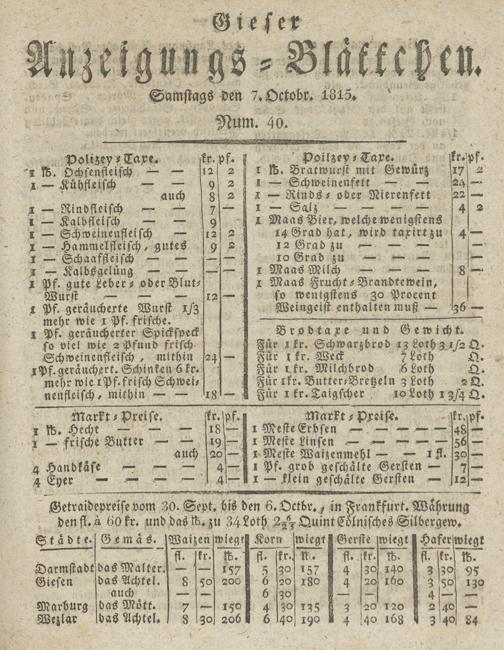 Gieser
Anzeigungs-Blättchen.
Samstags den 7. Octobr. 1815.
Num. 40.
Polizey-Taxe. kr. pf.
1 ℔. Ochsenfleisch — — 12 2
1 — Kühfleisch 9 2
auch 8 2
1 — Rindfleisch — — 7 —
1 — Kalbfleisch — — 9
1 — Schweinenfleisch — 12 2
1 — Hammelfleisch, gutes 9 2
1 — Schaaffleisch — — — —
1 — Kalbsgelüng — — — —
1 Pf. gute Leber- oder Blut-
Wurst — — — 12 —
1 Pf. geräucherte Wurst 1/3
mehr wie 1 Pf. frische.
1 Pf. geräucherter Spickspeck
so viel wie 2 Pfund frisch
Schweinenfleisch, mithin 24 —
1 Pf. geräuchert. Schinken 6 kr.
mehr wie 1 Pf. frisch Schwei-
nenfleisch, mithin — — 18 —
Polizey-Taxe. kr. pf.
1 ℔. Bratwurst mit Gewürz 17 2
1 — Schweinenfett — — 24 —
1 — Rinds- oder Nierenfett 22 —
1 — Salz — — — 4 2
1 Maas Bier, welche wenigstens
14 Grad hat, wird taxirt zu 4
12 Grad zu — — — —
10 Grad zu — — — —
1 Maas Milch — — 8 —
1 Maas Frucht-Brandtewein,
so wenigstens 30 Procent
Weingeist enthalten muß — 36 —
Brodtaxe und Gewicht.
Für 1 kr. Schwarzbrod 13 Loth 3 1/2 Q.
Für 1 kr. Weck 7 Loth Q.
Für 1 kr. Milchbrod 6 Loth Q.
Für 1 kr. Butter-Bretzeln 3 Loth 2 Q.
Für 1 kr. Taigscher 10 Loth 1 3/4 Q.
Markt-Preise. kr. pf.
1 ℔. Hecht — — — 18 —
1 — frische Butter — — 19 —
auch 20 —
4 Handkäse — — — 4 —
4 Eyer — — — 4 —
Markt-Preise. kr. pf.
1 Meste Erbsen — — — 48 —
1 Meste Linsen — — — 56 —
1 Meste Waizenmehl — — 1 fl. 30 —
1 Pf. grob geschälte Gersten 7 —
1 — klein geschälte Gersten 12 —
Getraidepreise vom 30. Sept. bis den 6. Octbr., in Frankfurt. Währung
den fl. à 60 kr. und das ℔. zu 34 Loth Quint Cölnisches Silbergew.
Städte. Gemäs. Waizen wiegt Korn wiegt Gerste wiegt Hafer wiegt
fl. kr. ℔. fl. kr. ℔. fl. kr. ℔. fl. kr. ℔.
Darmstadt das Malter. — — — 5 30 157 4 30 140 3 30 95
Giesen das Achtel. 8 50 200 6 20 180 4 20 160 3 50 130
auch — — — 6 30 — — — — 3 40 —
Marburg das Mött. 7 — 150 4 30 135 3 20 120 2 40 —
Wezlar das Achtel. 8 30 206 6 40 190 4 40 168 3 40 84